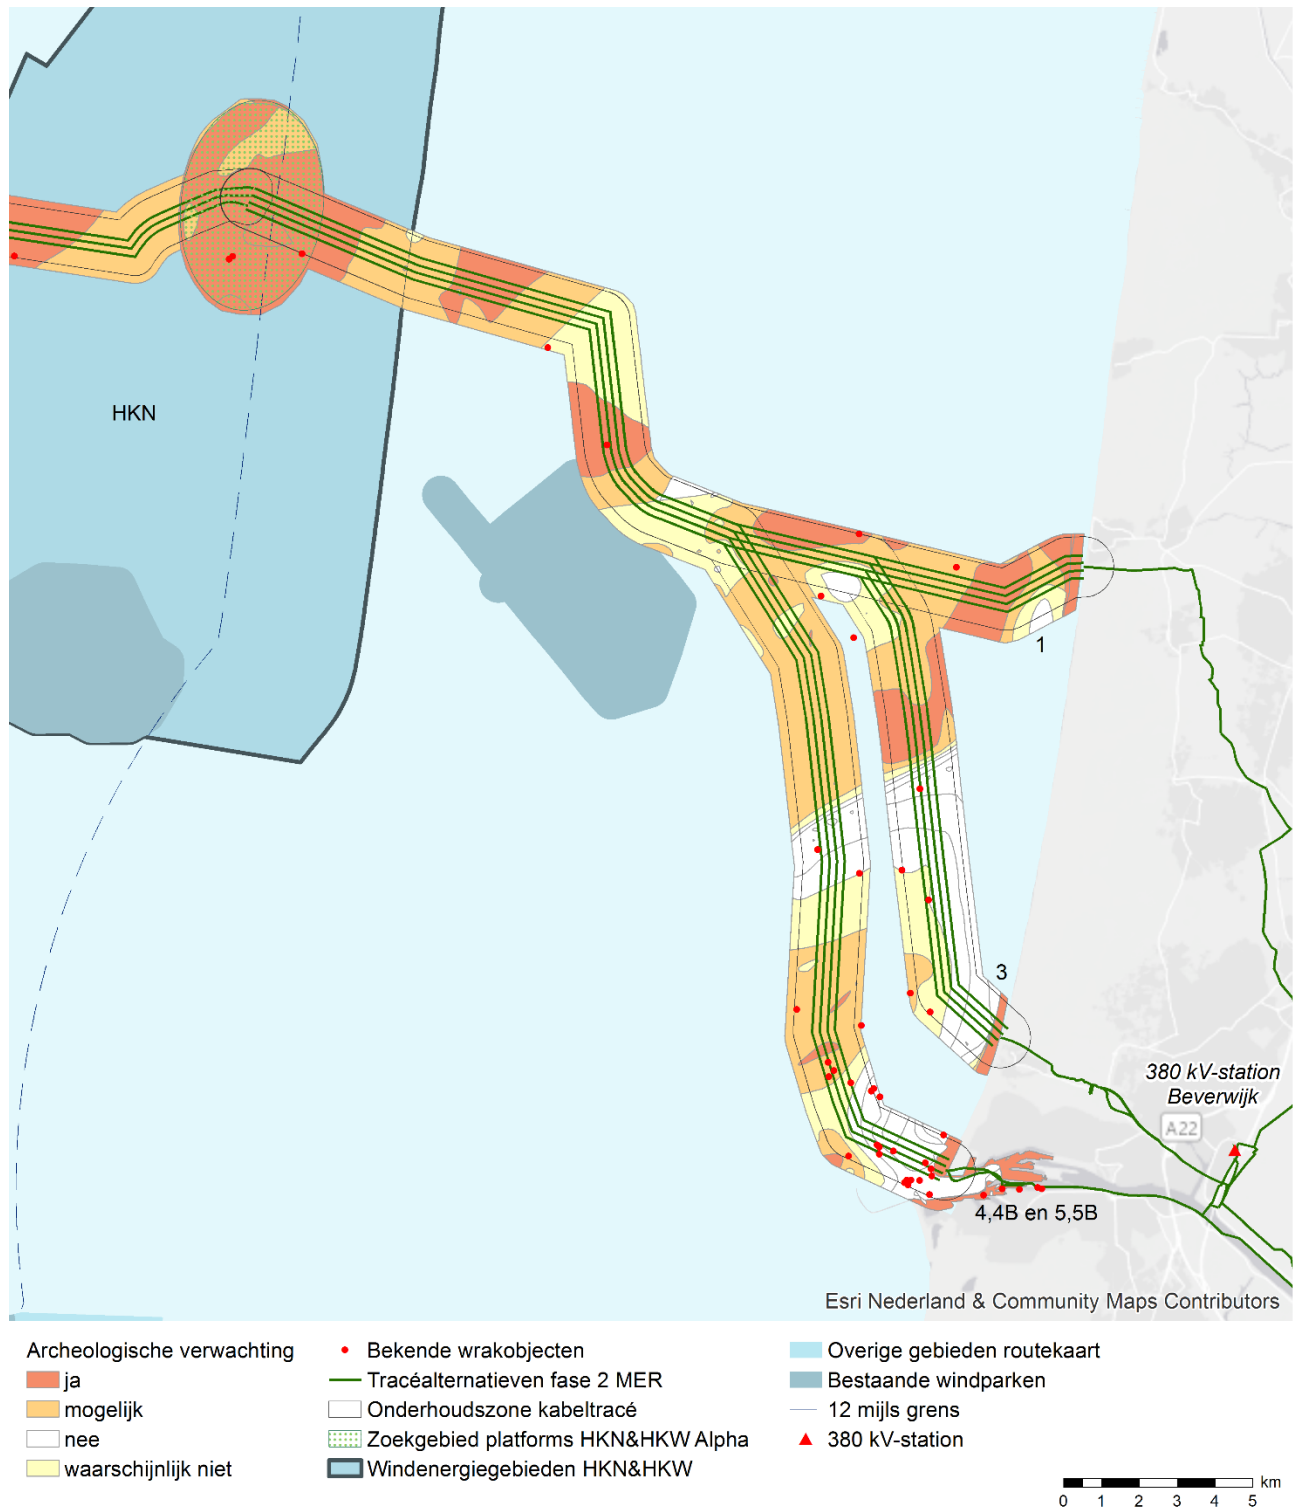 HKN
1
3
380 kV-station
Beverwijk
A22
4,4B en 5,5B
Esri Nederland & Community Maps Contributors
Archeologische verwachting
ja
mogelijk
nee
waarschijnlijk niet
Bekende wrakobjecten
Tracéalternatieven fase 2 MER
Onderhoudszone kabeltracé
Zoekgebied platforms HKN&HKW Alpha
Windenergiegebieden HKN&HKW
Overige gebieden routekaart
Bestaande windparken
12 mijls grens
380 kV-station
km
0 1 2 3 4 5